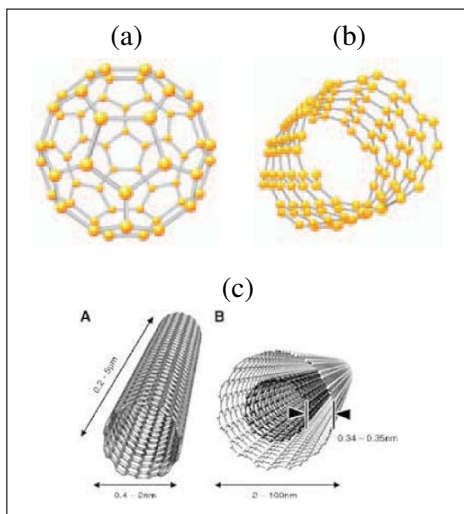 (a) (b)
(c)
A B
0.2 - 5μm
0.34 – 0.35nm
0.4 – 2nm 2 – 100nm